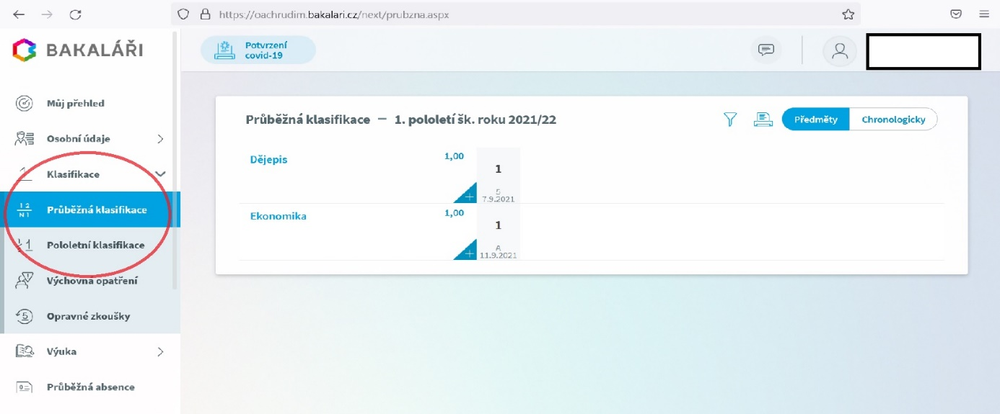 https://oachrudim.bakalari.cz/next/prubzna.aspx
BAKALÁŘI
Potvrzení
covid-19
Můj přehled
Osobní údaje
Klasifikace
Průběžná klasifikace
Pololetní klasifikace
Výchovná opatření
Opravné zkoušky
Výuka
Průběžná absence
Průběžná klasifikace — 1. pololetí šk. roku 2021/22
Předměty
Chronologicky
Dějepis
1,00
1
5
7.9.2021
Ekonomika
1,00
1
A
11.9.2021